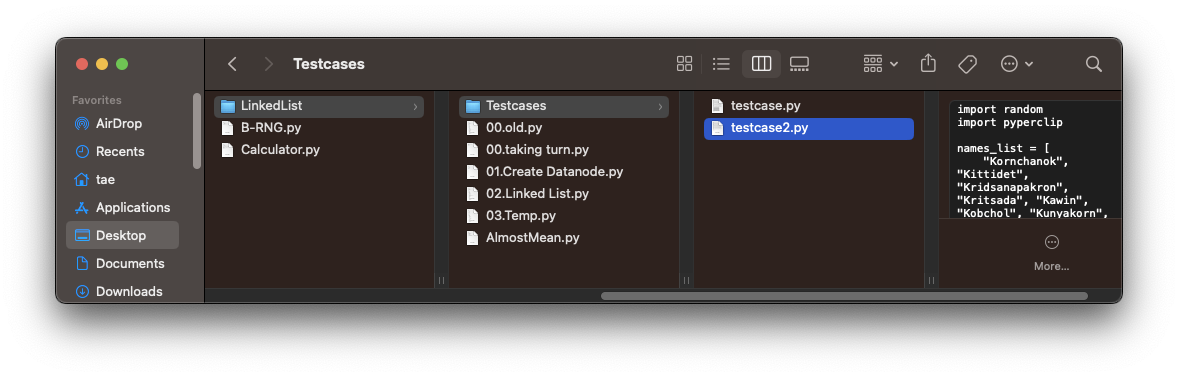 Testcases
Favorites
AirDrop
Recents
tae
Applications
Desktop
Documents
Downloads
LinkedList
B-RNG.py
Calculator.py
Testcases
00.old.py
00.taking turn.py
01.Create Datanode.py
02.Linked List.py
03.Temp.py
AlmostMean.py
testcase.py
testcase2.py
import random
import pyperclip
names_list = [
"Kornchanok",
"Kittidet",
"Kridsanapakron",
"Kritsada", "Kawin",
"Kobchol", "Kunyakorn",
More...